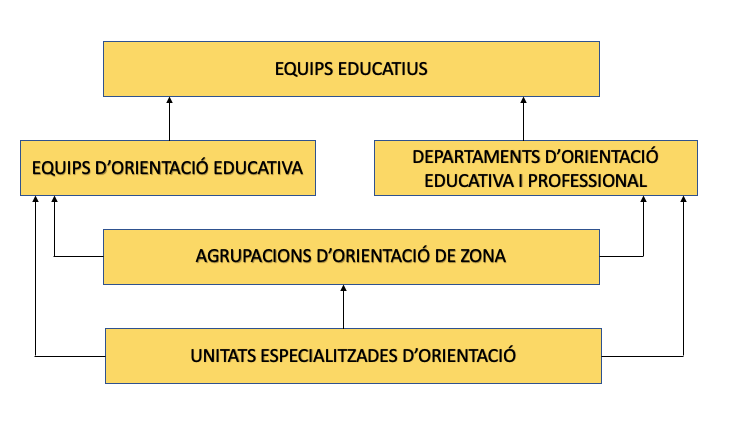 EQUIPS EDUCATIUS
EQUIPS D’ORIENTACIÓ EDUCATIVA
DEPARTAMENTS D’ORIENTACIÓ
EDUCATIVA I PROFESSIONAL
AGRUPACIONS D’ORIENTACIÓ DE ZONA
UNITATS ESPECIALITZADES D’ORIENTACIÓ